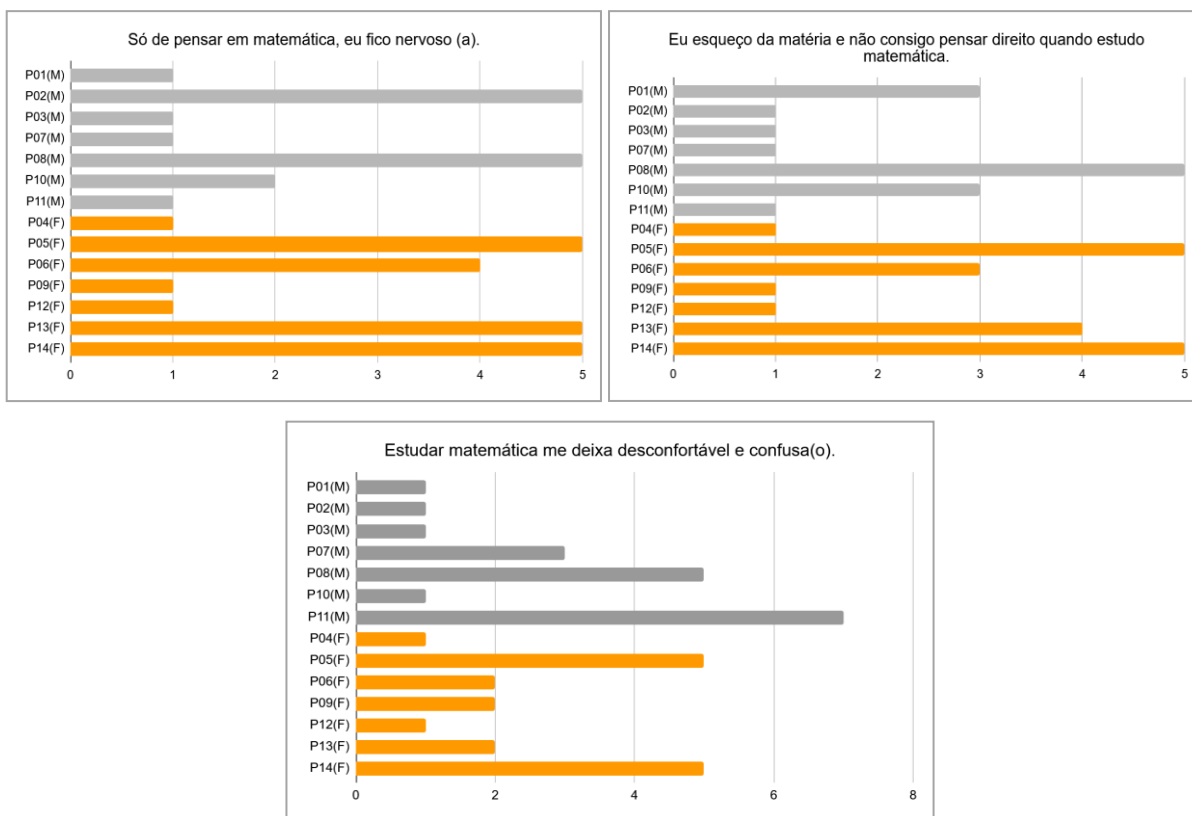 Só de pensar em matemática, eu fico nervoso (a).
P01(M)
P02(M)
P03(M)
P07(M)
P08(M)
P10(M)
P11(M)
P04(F)
P05(F)
P06(F)
P09(F)
P12(F)
P13(F)
P14(F)
0 1 2 3 4 5
Eu esqueço da matéria e não consigo pensar direito quando estudo
matemática.
P01(M)
P02(M)
P03(M)
P07(M)
P08(M)
P10(M)
P11(M)
P04(F)
P05(F)
P06(F)
P09(F)
P12(F)
P13(F)
P14(F)
0 1 2 3 4 5
Estudar matemática me deixa desconfortável e confusa(o).
P01(M)
P02(M)
P03(M)
P07(M)
P08(M)
P10(M)
P11(M)
P04(F)
P05(F)
P06(F)
P09(F)
P12(F)
P13(F)
P14(F)
0 2 4 6 8